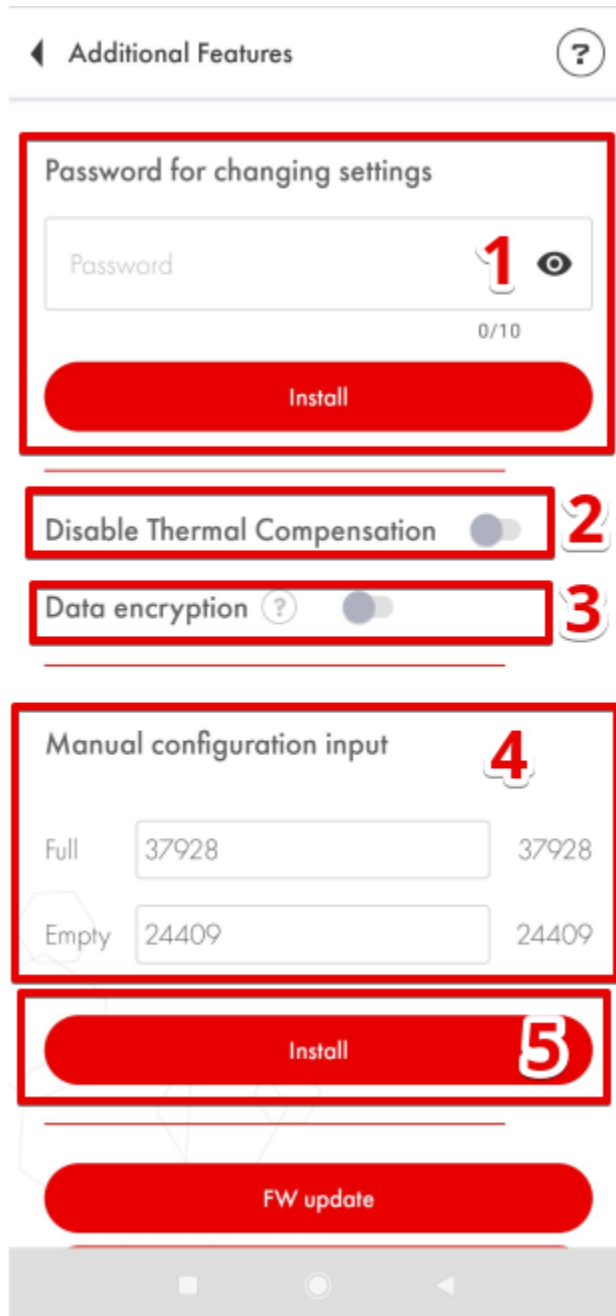 Additional Features ?
Password for changing settings
Password 1
0/10
Install
Disable Thermal Compensation 2
Data encryption ? 3
Manual configuration input 4
Full 37928 37928
Empty 24409 24409
Install 5
FW update